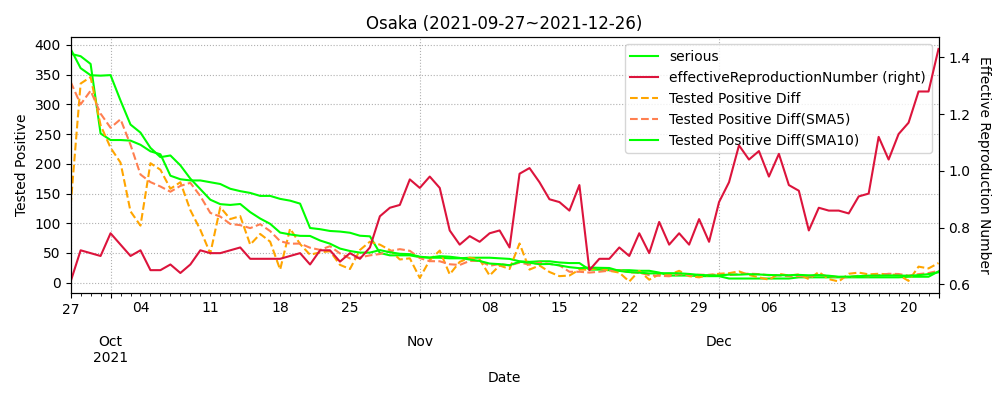 Osaka (2021-09-27~2021-12-26)
400
350
300
250
200
150
100
50
0
Tested Positive
1.4
1.2
1.0
0.8
0.6
Effective Reproduction Number
serious
effectiveReproductionNumber (right)
Tested Positive Diff
Tested Positive Diff(SMA5)
Tested Positive Diff(SMA10)
27 04 11 18 25 08 15 22 29 06 13 20
Oct Nov Dec
2021
Date